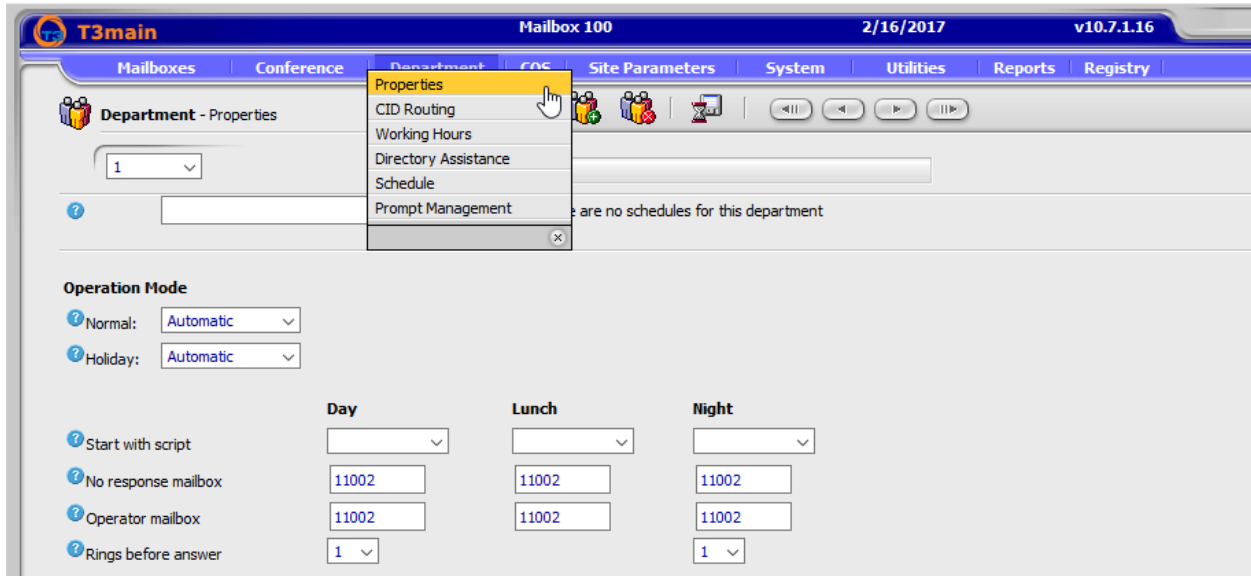 T3 T3main Mailbox 100 2/16/2017 v10.7.1.16
Mailboxes Conference Department COS Site Parameters System Utilities Reports Registry
Department - Properties
Properties
CID Routing
Working Hours
Directory Assistance
Schedule
Prompt Management
1
are no schedules for this department
Operation Mode
Normal: Automatic
Holiday: Automatic
Day Lunch Night
Start with script
No response mailbox 11002 11002 11002
Operator mailbox 11002 11002 11002
Rings before answer 1 1